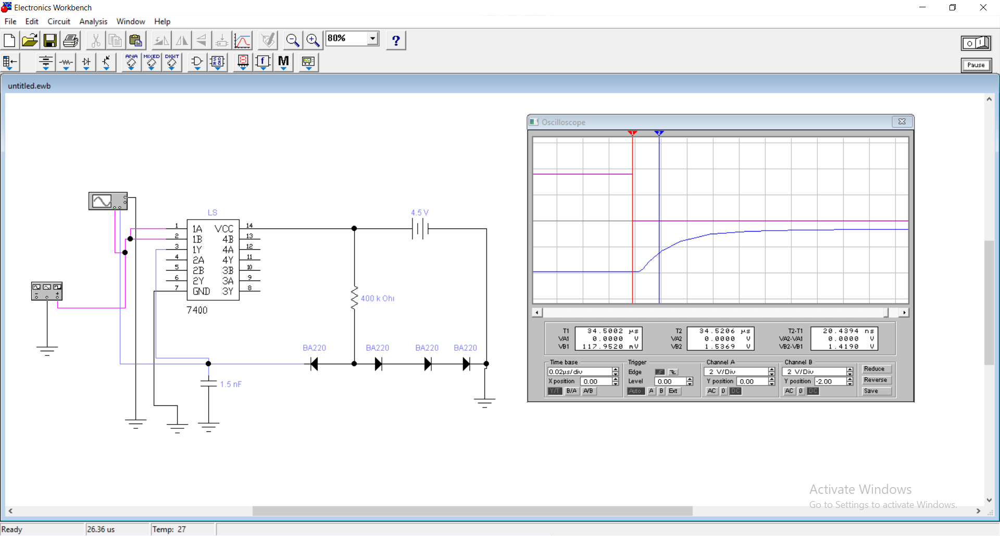 Electronics Workbench
File Edit Circuit Analysis Window Help
80%
?
ANA MIXED DIGIT
M
Pause
untitled.ewb
Oscilloscope
1 2
LS
4.5 V
1 1A VCC 14
2 1B 4B 13
3 1Y 4A 12
4 2A 4Y 11
5 2B 3B 10
6 2Y 3A 9
7 GND 3Y 8
7400
400 k Ohı
BA220 BA220 BA220 BA220
1.5 nF
T1 34.5002 µs T2 34.5206 µs T2-T1 20.4394 ns
VA1 0.0000 V VA2 0.0000 V VA2-VA1 0.0000 V
VB1 117.9520 mV VB2 1.5369 V VB2-VB1 1.4190 V
Time base Trigger Channel A Channel B
0.02µs/div Edge 2 V/Div 2 V/Div Reduce
X position 0.00 Level 0.00 Y position 0.00 Y position -2.00 Reverse
Y/T B/A A/B Auto A B Ext AC 0 DC AC 0 DC Save
Activate Windows
Go to Settings to activate Windows.
Ready 26.36 us Temp: 27